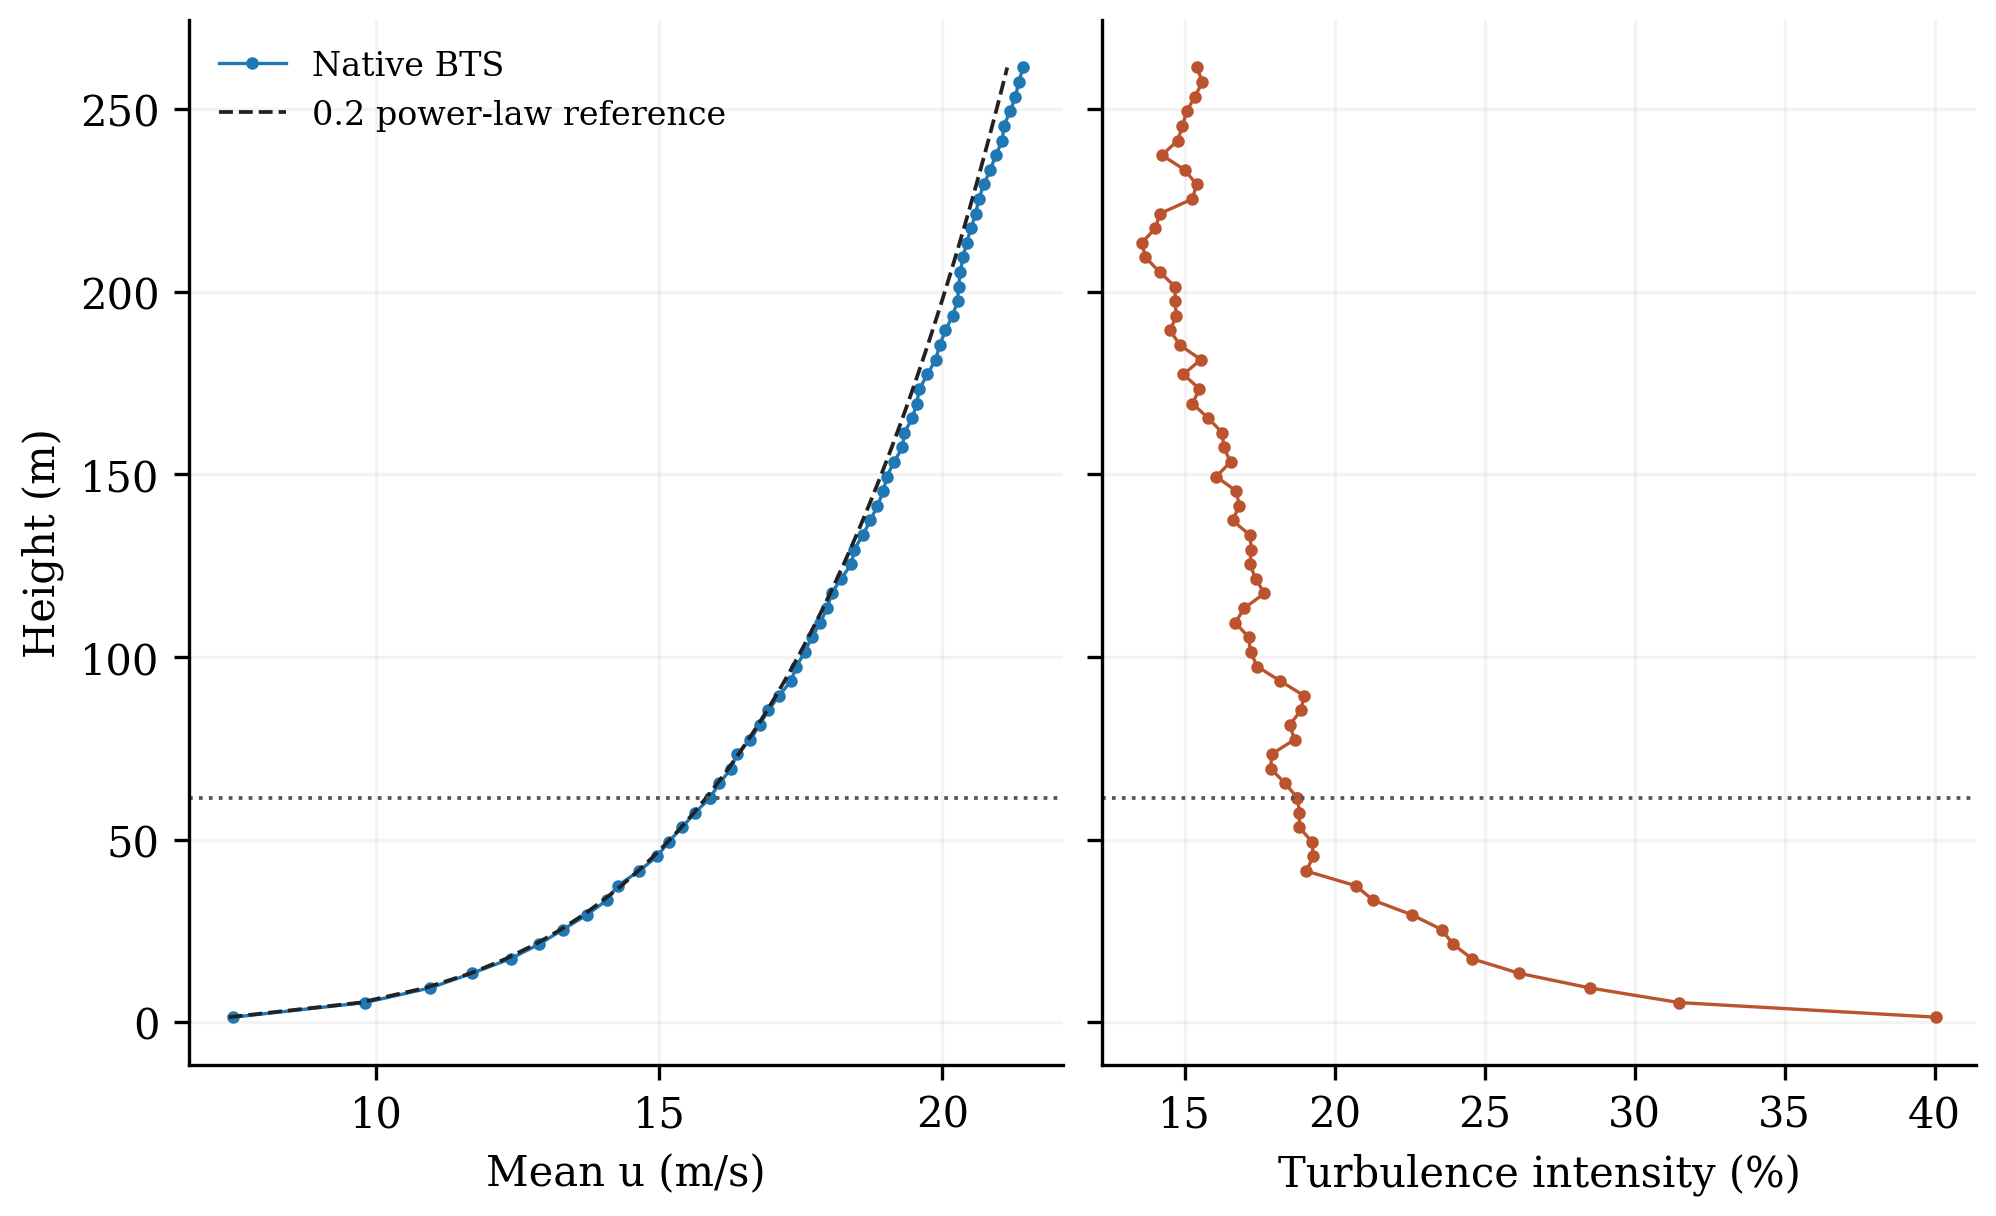 Native BTS
0.2 power-law reference
250
200
150
100
50
0
Height (m)
10 15 20
Mean u (m/s)
15 20 25 30 35 40
Turbulence intensity (%)